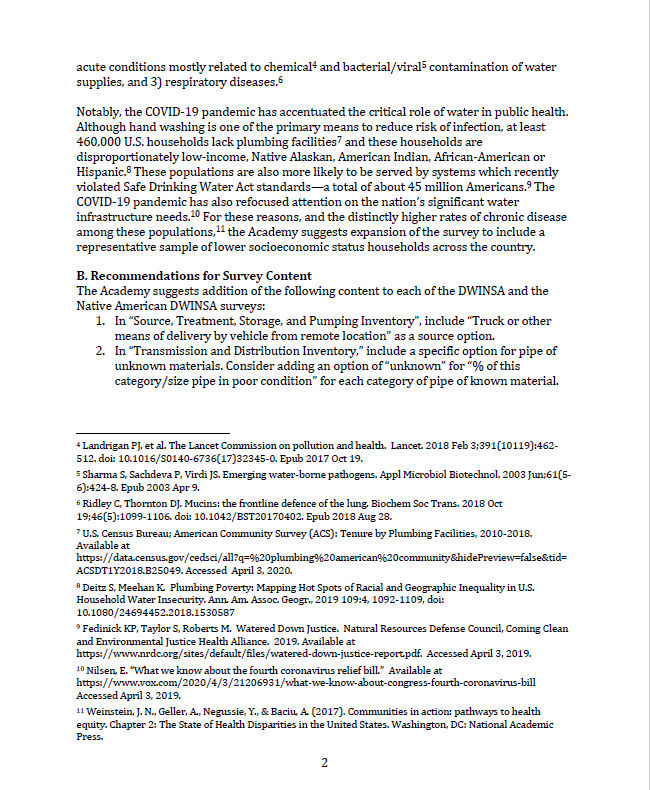 acute conditions mostly related to chemical⁴ and bacterial/viral⁵ contamination of water
supplies, and 3) respiratory diseases.⁶
Notably, the COVID-19 pandemic has accentuated the critical role of water in public health.
Although hand washing is one of the primary means to reduce risk of infection, at least
460,000 U.S. households lack plumbing facilities⁷ and these households are
disproportionately low-income, Native Alaskan, American Indian, African-American or
Hispanic.⁸ These populations are also more likely to be served by systems which recently
violated Safe Drinking Water Act standards—a total of about 45 million Americans.⁹ The
COVID-19 pandemic has also refocused attention on the nation's significant water
infrastructure needs.¹⁰ For these reasons, and the distinctly higher rates of chronic disease
among these populations,¹¹ the Academy suggests expansion of the survey to include a
representative sample of lower socioeconomic status households across the country.
B. Recommendations for Survey Content
The Academy suggests addition of the following content to each of the DWINSA and the
Native American DWINSA surveys:
1. In "Source, Treatment, Storage, and Pumping Inventory", include "Truck or other
means of delivery by vehicle from remote location" as a source option.
2. In "Transmission and Distribution Inventory," include a specific option for pipe of
unknown materials. Consider adding an option of "unknown" for "% of this
category/size pipe in poor condition" for each category of pipe of known material.
⁴ Landrigan PJ, et al. The Lancet Commission on pollution and health. Lancet. 2018 Feb 3;391(10119):462-
512. doi: 10.1016/S0140-6736(17)32345-0. Epub 2017 Oct 19.
⁵ Sharma S, Sachdeva P, Virdi JS. Emerging water-borne pathogens. Appl Microbiol Biotechnol. 2003 Jun;61(5-
6):424-8. Epub 2003 Apr 9.
⁶ Ridley C, Thornton DJ. Mucins: the frontline defence of the lung. Biochem Soc Trans. 2018 Oct
19;46(5):1099-1106. doi: 10.1042/BST20170402. Epub 2018 Aug 28.
⁷ U.S. Census Bureau; American Community Survey (ACS): Tenure by Plumbing Facilities, 2010-2018.
Available at
https://data.census.gov/cedsci/all?q=%20plumbing%20american%20community&hidePreview=false&tid=
ACSDT1Y2018.B25049. Accessed April 3, 2020.
⁸ Deitz S, Meehan K. Plumbing Poverty: Mapping Hot Spots of Racial and Geographic Inequality in U.S.
Household Water Insecurity. Ann. Am. Assoc. Geogr., 2019 109:4, 1092-1109, doi:
10.1080/24694452.2018.1530587
⁹ Fedinick KP, Taylor S, Roberts M. Watered Down Justice. Natural Resources Defense Council, Coming Clean
and Environmental Justice Health Alliance. 2019. Available at
https://www.nrdc.org/sites/default/files/watered-down-justice-report.pdf. Accessed April 3, 2019.
¹⁰ Nilsen, E. "What we know about the fourth coronavirus relief bill." Available at
https://www.vox.com/2020/4/3/21206931/what-we-know-about-congress-fourth-coronavirus-bill
Accessed April 3, 2019.
¹¹ Weinstein, J. N., Geller, A., Negussie, Y., & Baciu, A. (2017). Communities in action: pathways to health
equity. Chapter 2: The State of Health Disparities in the United States. Washington, DC: National Academic
Press.
2